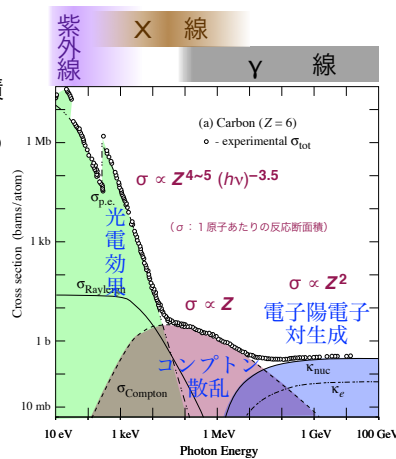 紫外線
X 線
γ 線
(a) Carbon (Z = 6)
o - experimental σtot
1 Mb
σ ∝ Z4~5 (hν)−3.5
σp.e.
（σ：1原子あたりの反応断面積）
光電効果
1 kb
Cross section (barns/atom)
σRayleigh
σ ∝ Z2
σ ∝ Z
電子陽電子
対生成
1 b
コンプトン
散乱
κnuc
σCompton
κe
10 mb
10 eV
1 keV
1 MeV
1 GeV
100 GeV
Photon Energy